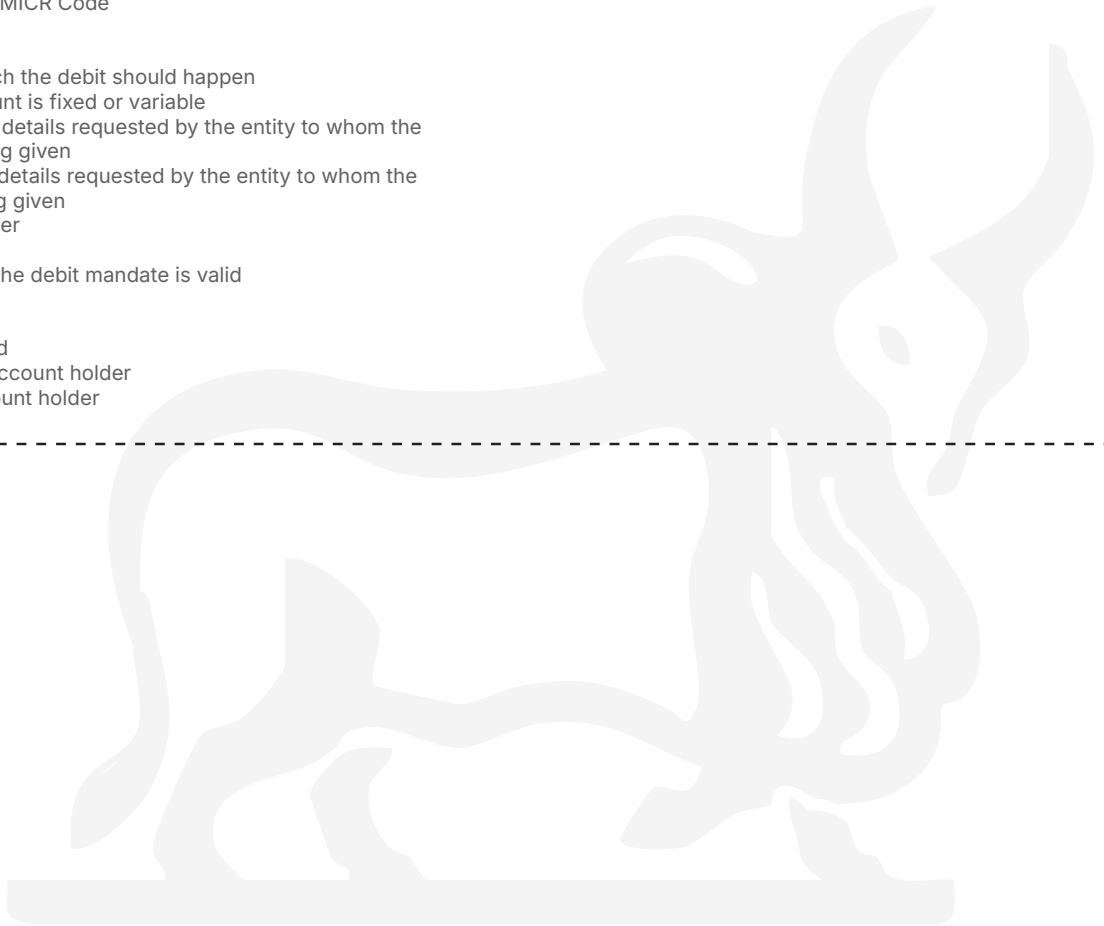 MICR Code
ch the debit should happen
unt is fixed or variable
details requested by the entity to whom the
g given
details requested by the entity to whom the
g given
er
he debit mandate is valid
d
ccount holder
unt holder